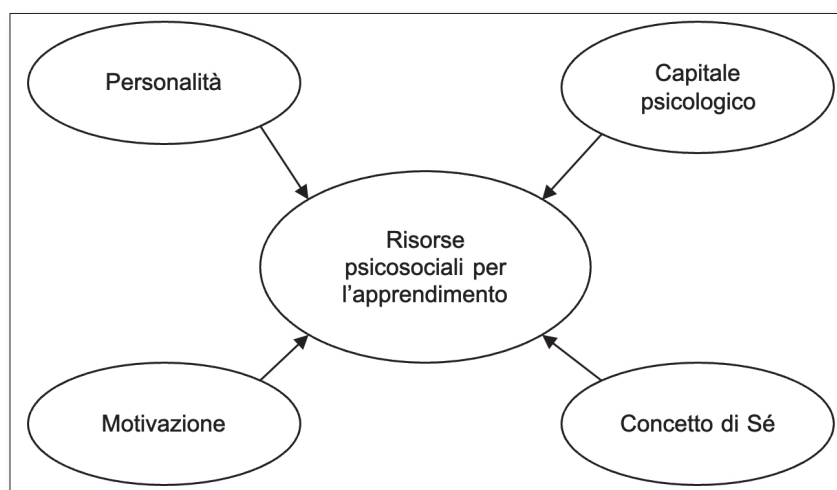 Personalità
Capitale
psicologico
Risorse
psicosociali per
l'apprendimento
Motivazione
Concetto di Sé